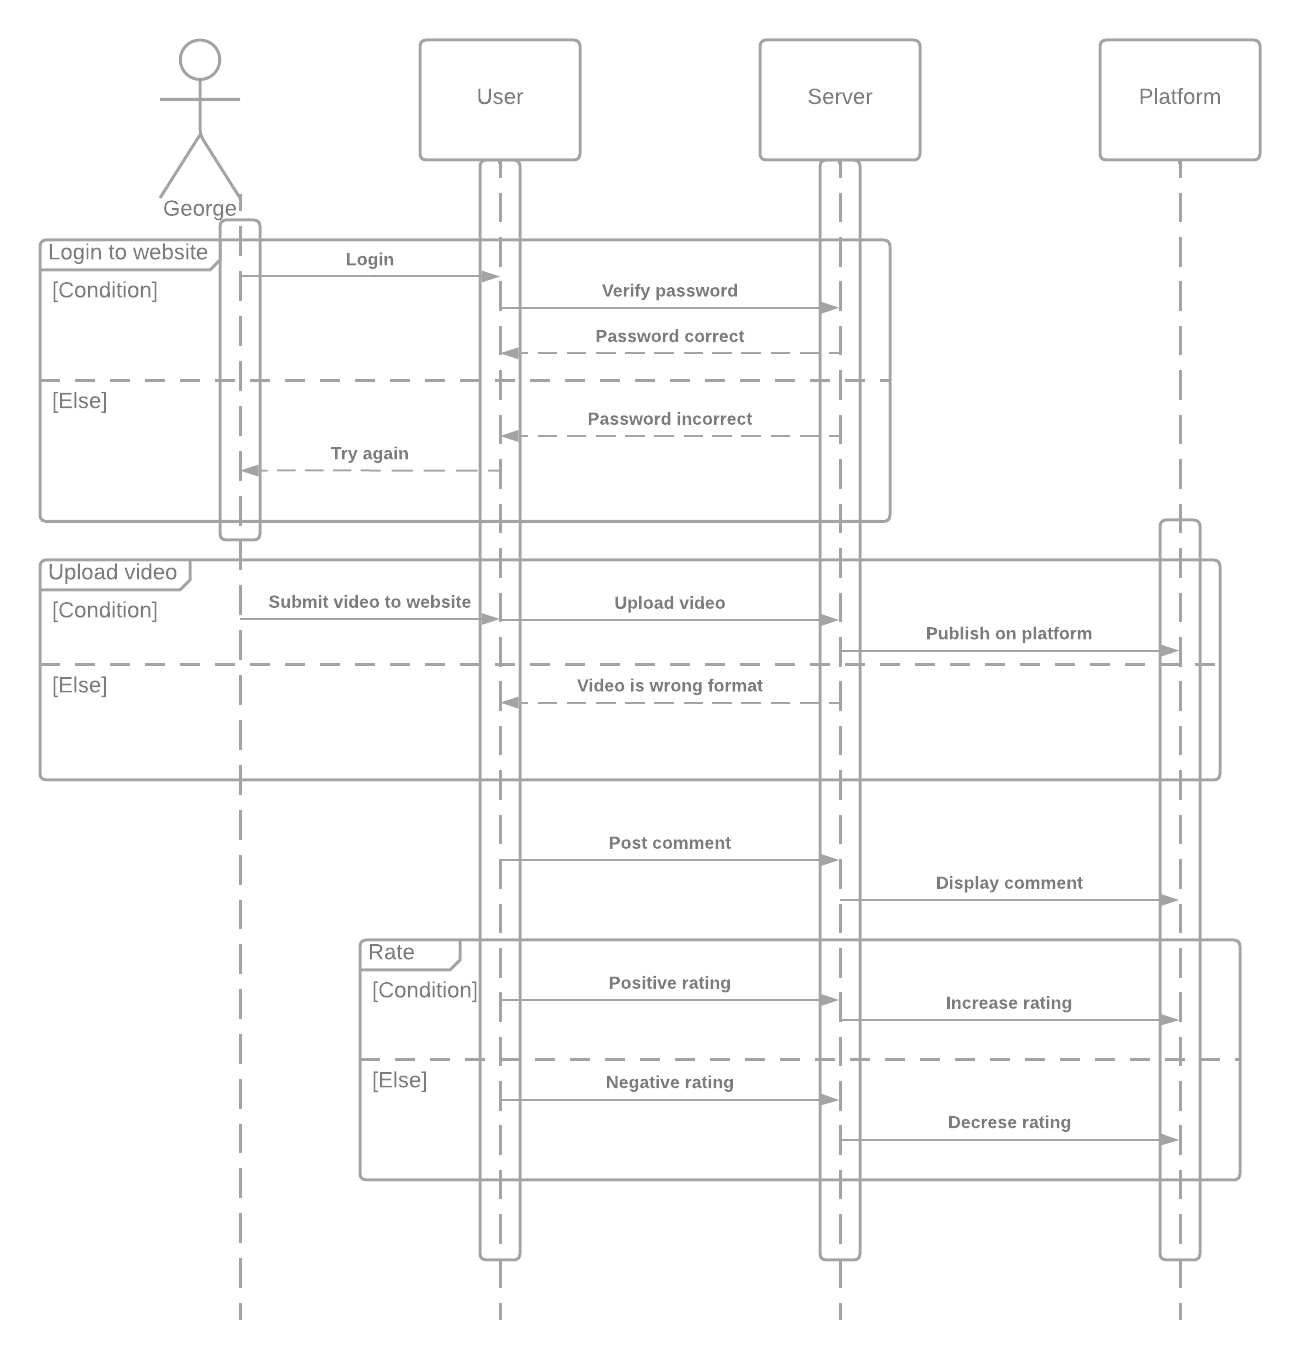 User
Server
Platform
George
Login to website
[Condition]
Login
Verify password
Password correct
[Else]
Password incorrect
Try again
Upload video
[Condition]
Submit video to website
Upload video
Publish on platform
[Else]
Video is wrong format
Post comment
Display comment
Rate
[Condition]
Positive rating
Increase rating
[Else]
Negative rating
Decrese rating